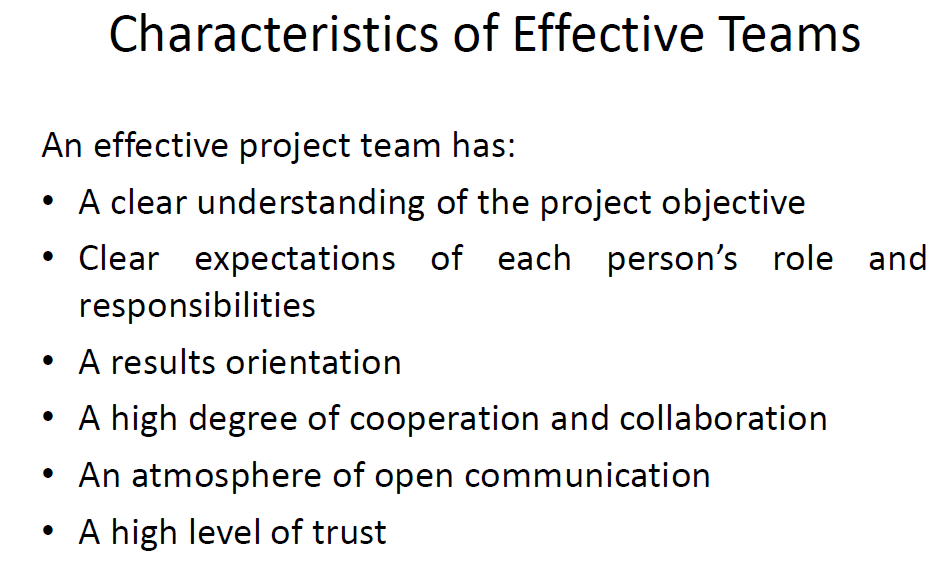 Characteristics of Effective Teams
An effective project team has:
• A clear understanding of the project objective
• Clear expectations of each person’s role and
responsibilities
• A results orientation
• A high degree of cooperation and collaboration
• An atmosphere of open communication
• A high level of trust